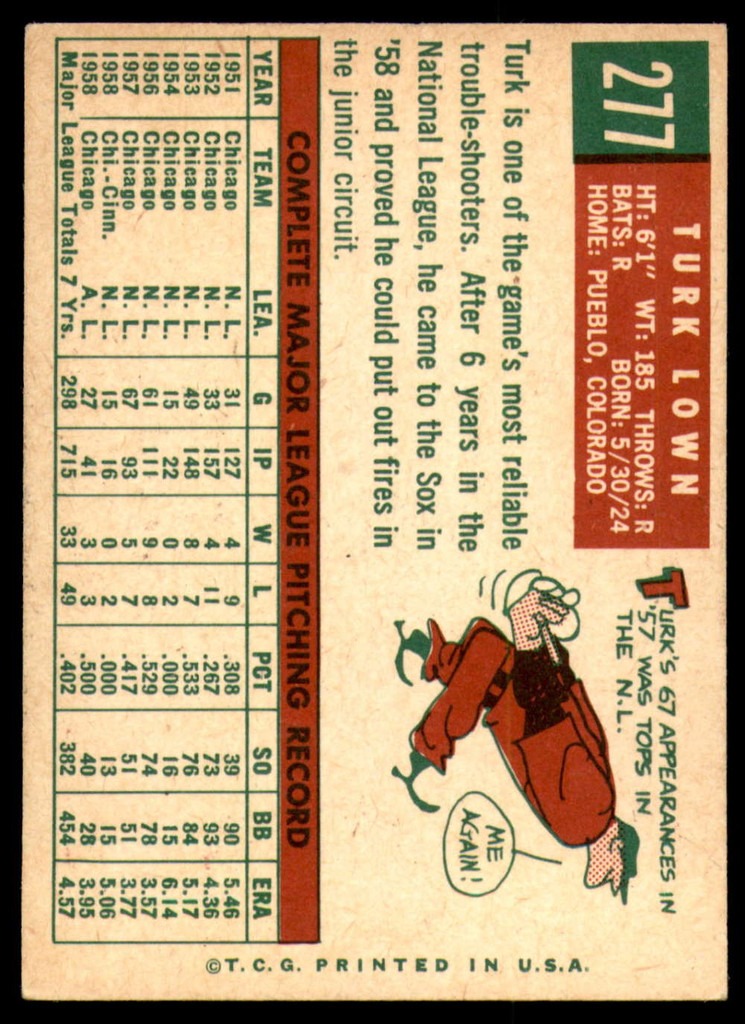 277
TURK LOWN
HT: 6'1" WT: 185 THROWS: R
BATS: R BORN: 5/30/24
HOME: PUEBLO, COLORADO
Turk is one of the game's most reliable
trouble-shooters. After 6 years in the
National League, he came to the Sox in
'58 and proved he could put out fires in
the junior circuit.
TURK'S 67 APPEARANCES IN
'57 WAS TOPS IN
THE N.L.
ME
AGAIN!
COMPLETE MAJOR LEAGUE PITCHING RECORD
YEAR TEAM LEA. G IP W L PCT SO BB ERA
1951 Chicago N. L. 31 127 4 9 .308 39 90 5.46
1952 Chicago N. L. 33 157 4 11 .267 73 93 4.36
1953 Chicago N. L. 49 148 8 7 .533 76 84 5.17
1954 Chicago N. L. 15 22 0 2 .000 16 15 6.14
1956 Chicago N. L. 61 111 9 8 .529 74 78 3.57
1957 Chicago N. L. 67 93 5 7 .417 51 51 3.77
1958 Chi.-Cinn. N. L. 15 16 0 2 .000 13 15 5.06
1958 Chicago A. L. 27 41 3 3 .500 40 28 3.95
Major League Totals 7 Yrs. 298 715 33 49 .402 382 454 4.57
©T.C.G. PRINTED IN U.S.A.